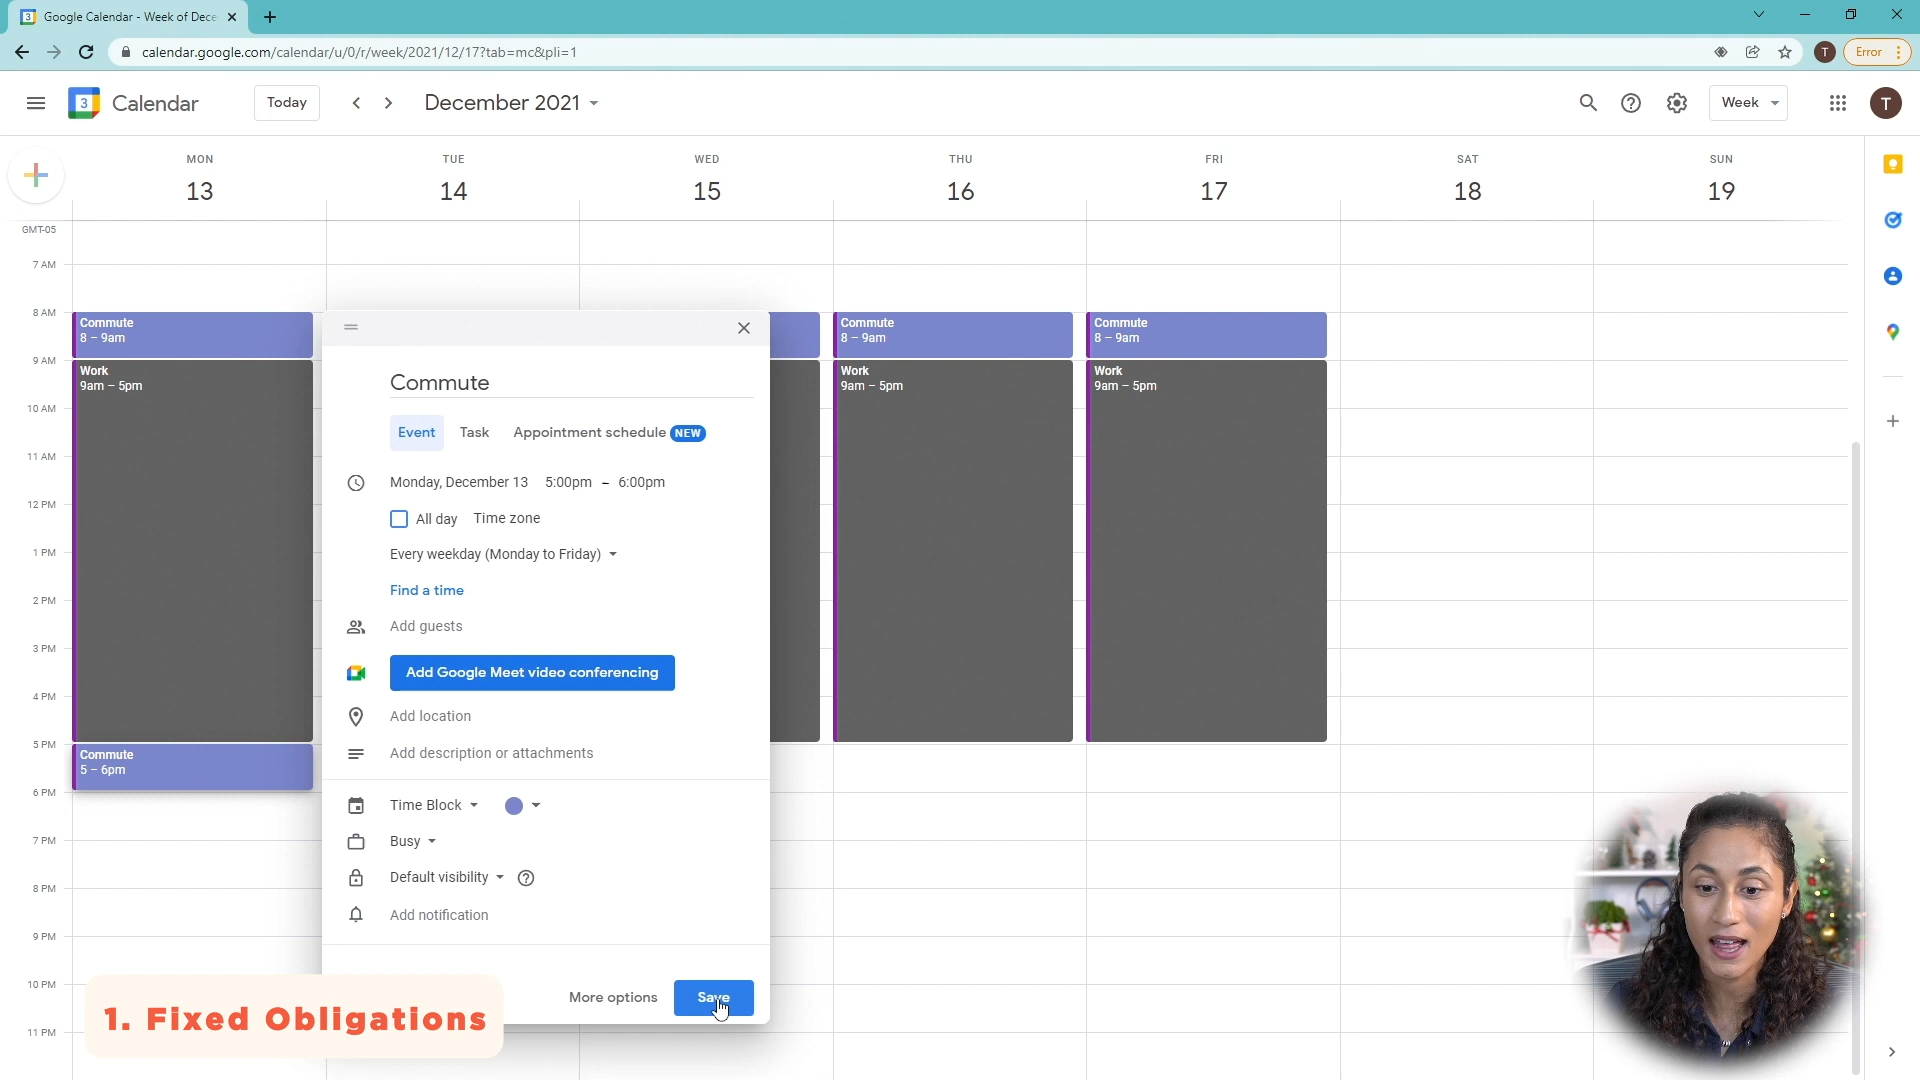 Google Calendar - Week of Dece
calendar.google.com/calendar/u/0/r/week/2021/12/17?tab=mc&pli=1
T
Error
3
Calendar
Today
December 2021
Week
T
MON
TUE
WED
THU
FRI
SAT
SUN
13
14
15
16
17
18
19
GMT-05
7 AM
8 AM
9 AM
10 AM
11 AM
12 PM
1 PM
2 PM
3 PM
4 PM
5 PM
6 PM
7 PM
8 PM
9 PM
10 PM
11 PM
Commute
8 – 9am
Work
9am – 5pm
Commute
5 – 6pm
Commute
8 – 9am
Work
9am – 5pm
Commute
8 – 9am
Work
9am – 5pm
Commute
Event Task Appointment schedule NEW
Monday, December 13 5:00pm – 6:00pm
All day Time zone
Every weekday (Monday to Friday)
Find a time
Add guests
Add Google Meet video conferencing
Add location
Add description or attachments
Time Block
Busy
Default visibility
Add notification
More options
Save
1. Fixed Obligations